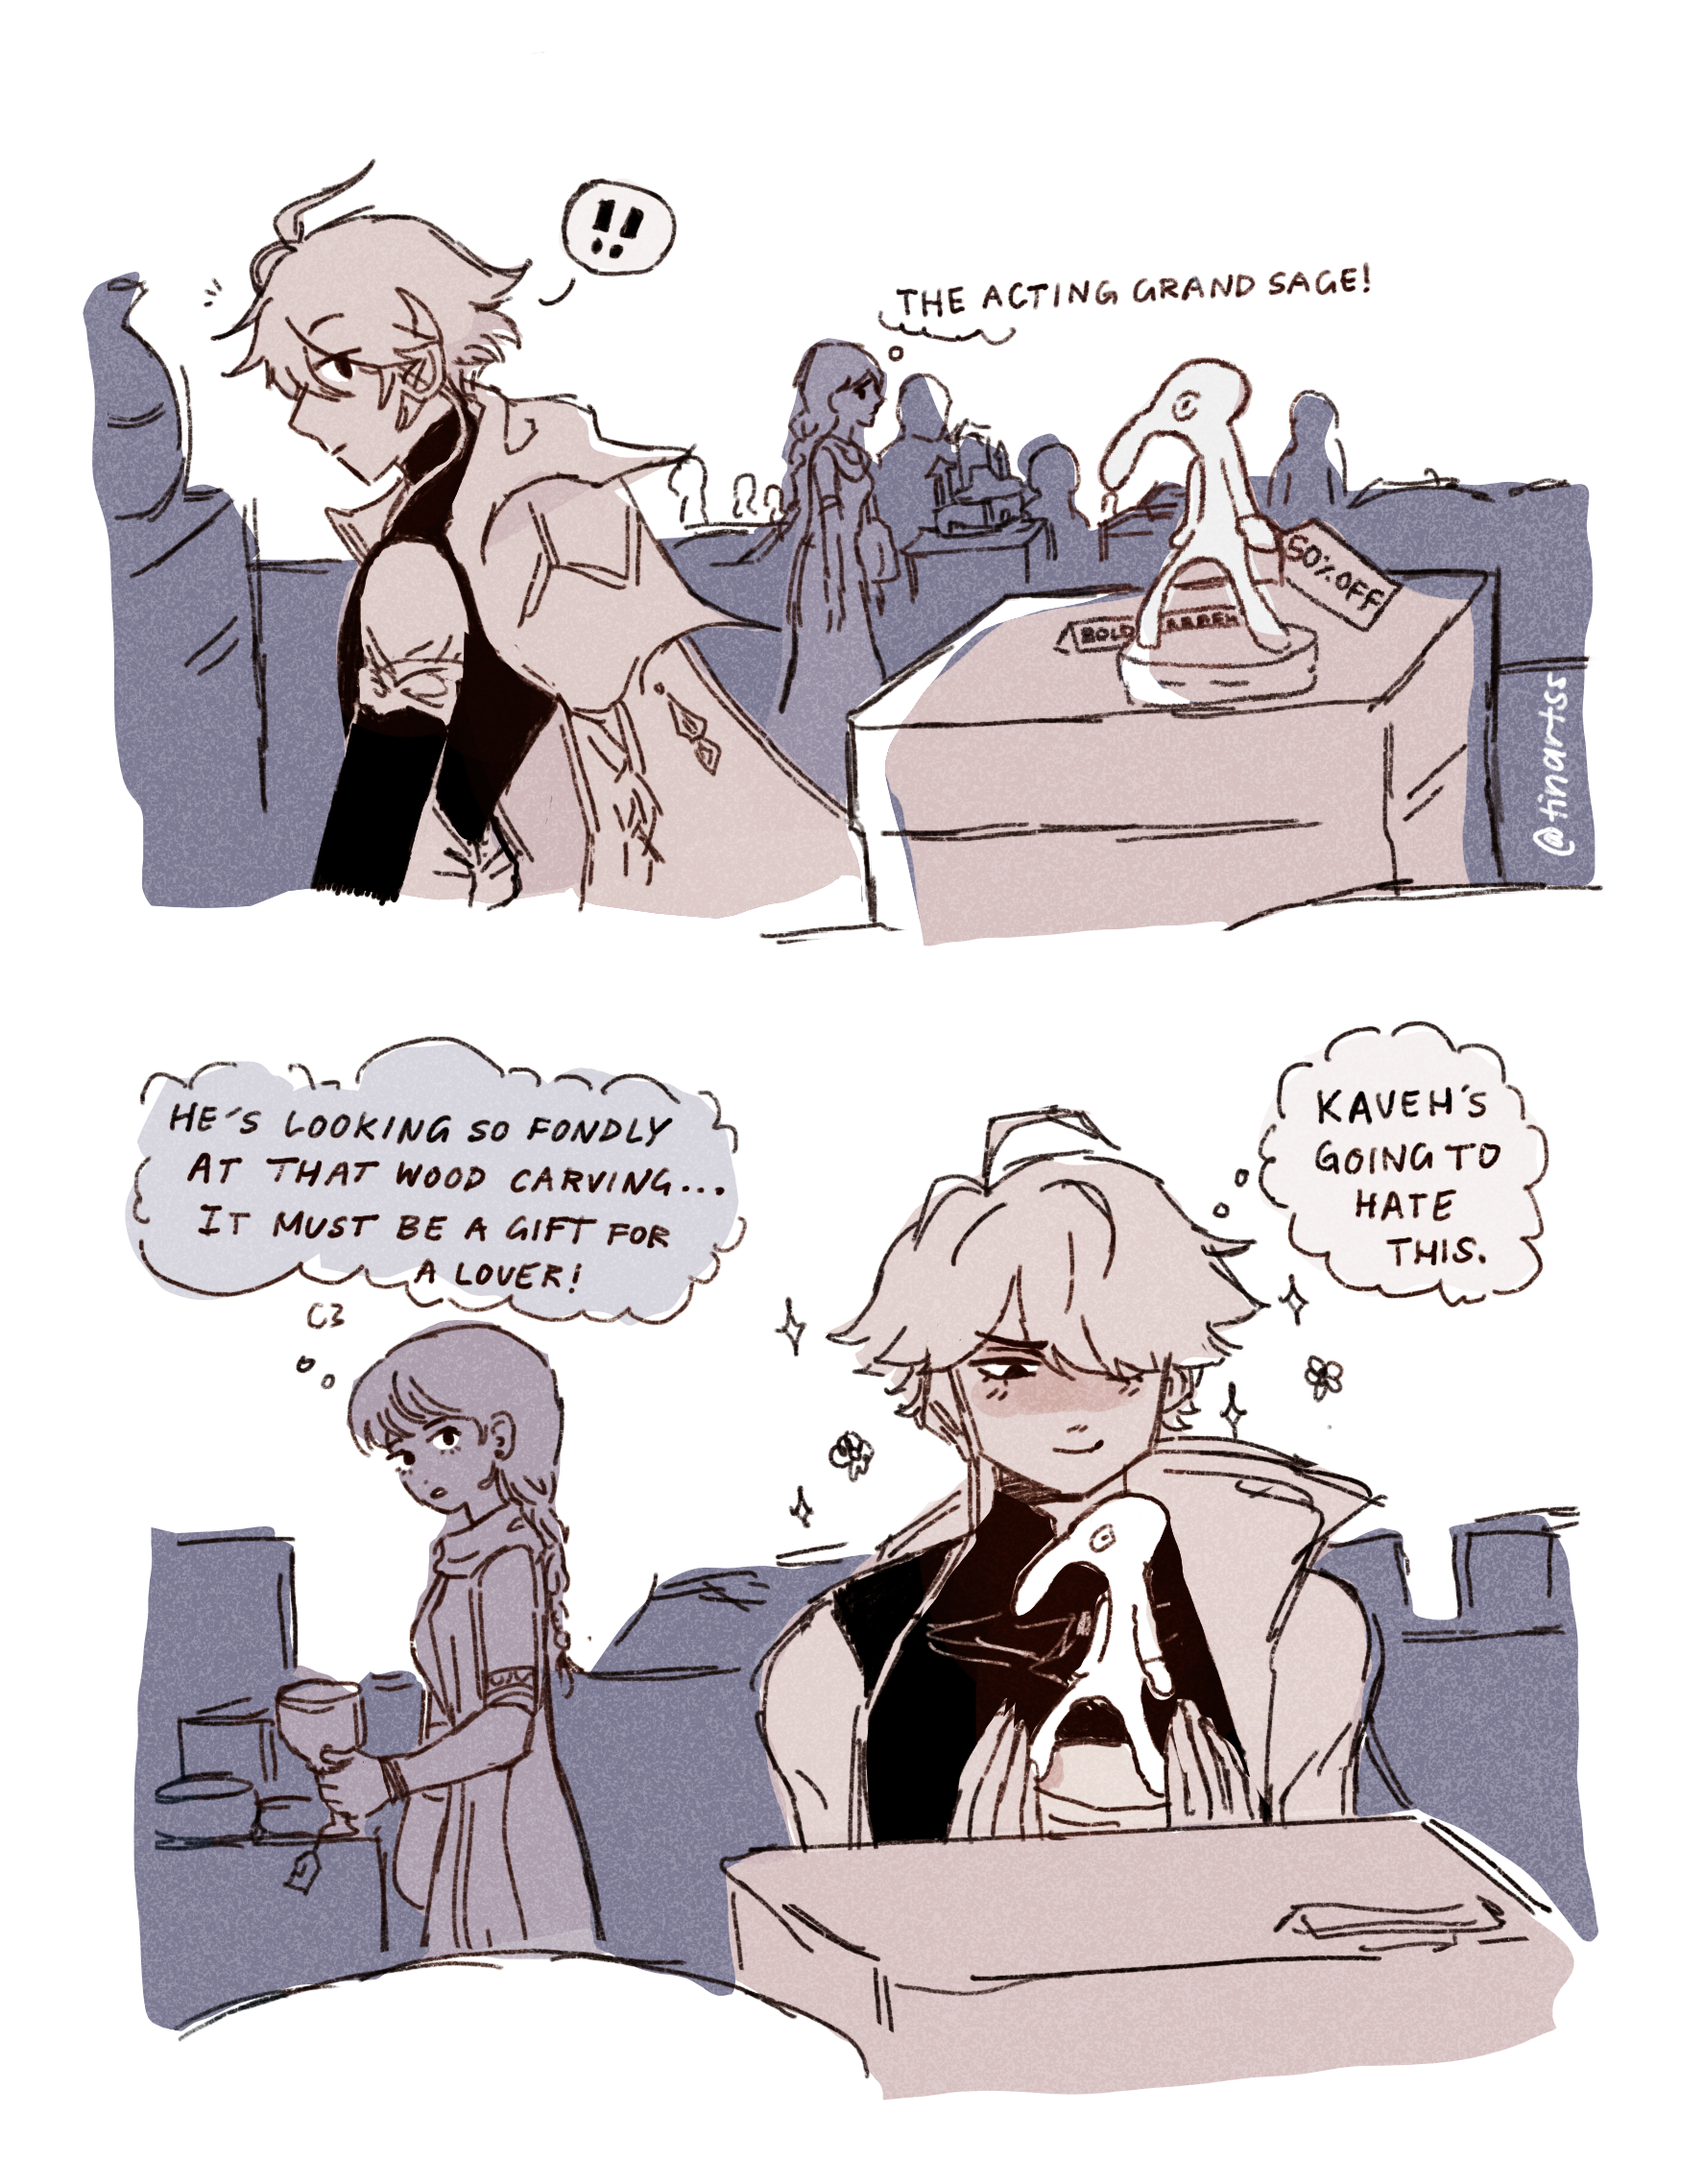 !!
THE ACTING GRAND SAGE!
50% OFF
BOLD
@tinartss
HE'S LOOKING SO FONDLY
AT THAT WOOD CARVING...
IT MUST BE A GIFT FOR
A LOVER!
KAVEH'S
GOING TO
HATE
THIS.